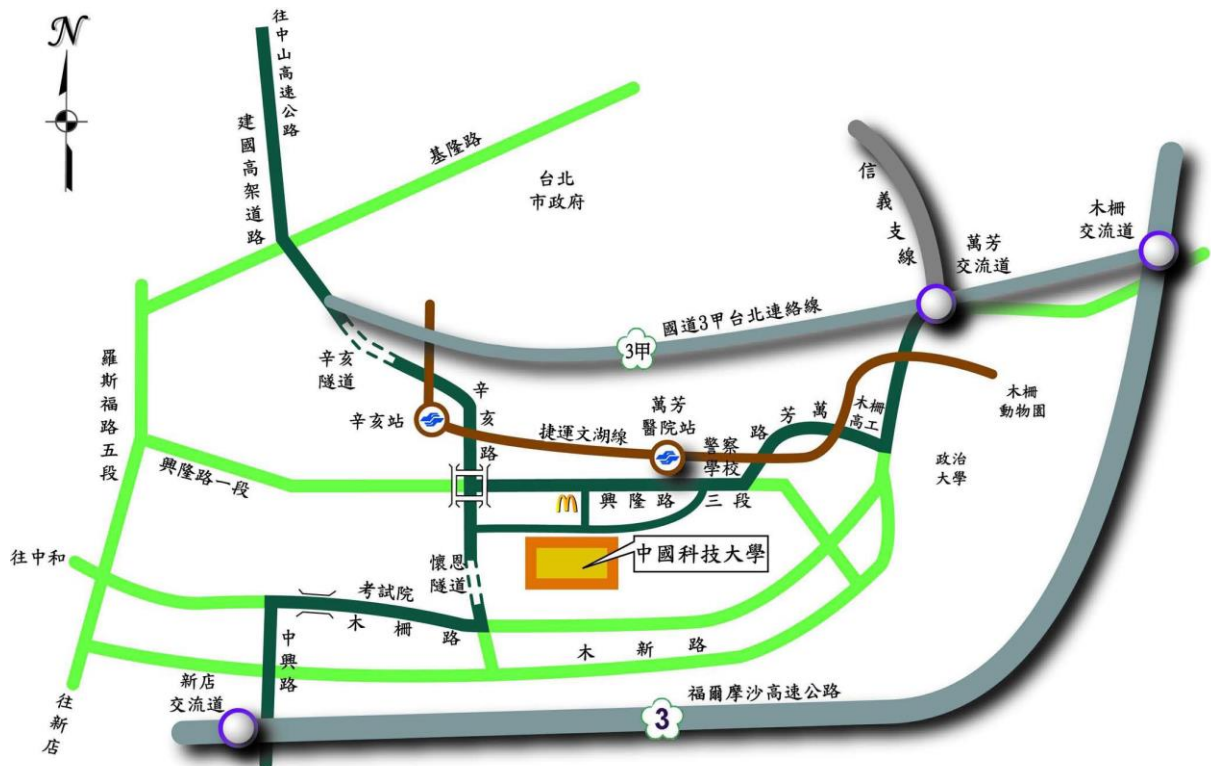 N
往中山高速公路
建國高架道路
基隆路
台北
市政府
信義支線
木柵
交流道
萬芳
交流道
國道3甲台北連絡線
3甲
辛亥
隧道
辛亥路
羅斯福路五段
辛亥站
捷運文湖線
萬芳
醫院站
警察
學校
萬芳路
木柵
高工
木柵
動物園
政治
大學
興隆路一段
興隆路三段
中國科技大學
往中和
懷恩
隧道
考試院
木柵路
中興路
木新路
新店
交流道
往新店
福爾摩沙高速公路
3